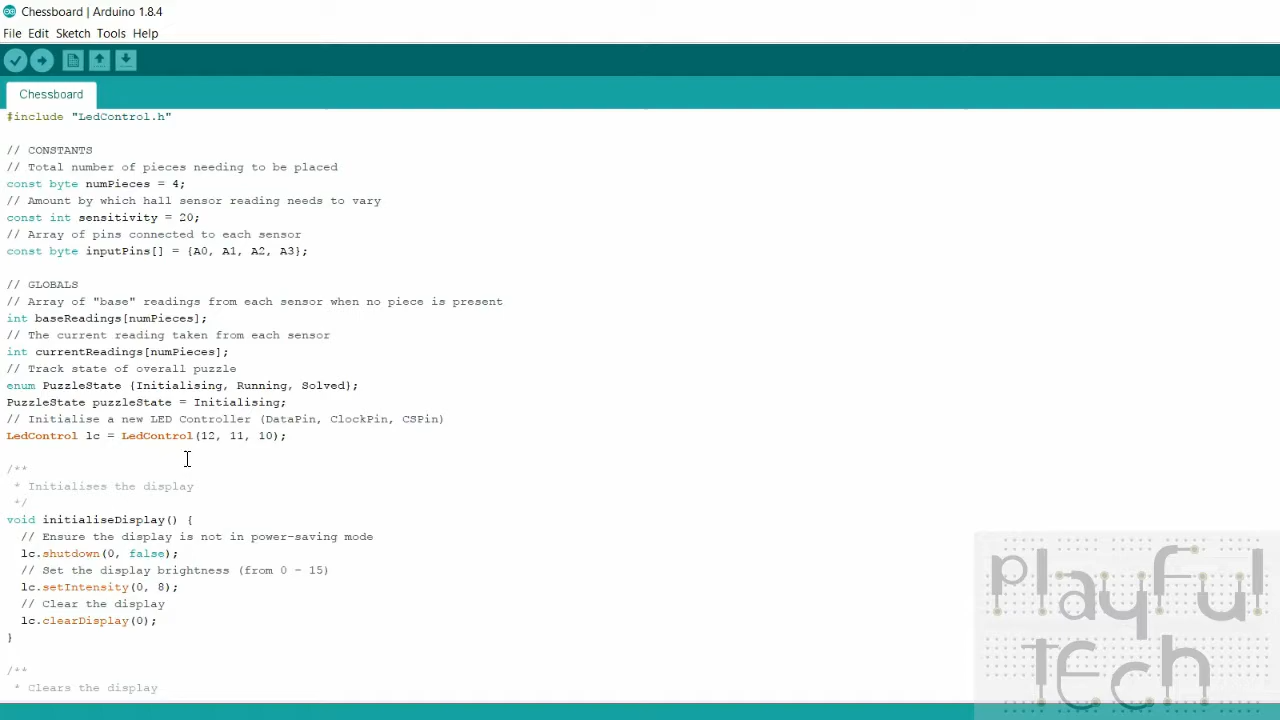 Chessboard | Arduino 1.8.4
File Edit Sketch Tools Help
Chessboard
#include "LedControl.h"
// CONSTANTS
// Total number of pieces needing to be placed
const byte numPieces = 4;
// Amount by which hall sensor reading needs to vary
const int sensitivity = 20;
// Array of pins connected to each sensor
const byte inputPins[] = {A0, A1, A2, A3};
// GLOBALS
// Array of "base" readings from each sensor when no piece is present
int baseReadings[numPieces];
// The current reading taken from each sensor
int currentReadings[numPieces];
// Track state of overall puzzle
enum PuzzleState {Initialising, Running, Solved};
PuzzleState puzzleState = Initialising;
// Initialise a new LED Controller (DataPin, ClockPin, CSPin)
LedControl lc = LedControl(12, 11, 10);
/**
* Initialises the display
*/
void initialiseDisplay() {
// Ensure the display is not in power-saving mode
lc.shutdown(0, false);
// Set the display brightness (from 0 - 15)
lc.setIntensity(0, 8);
// Clear the display
lc.clearDisplay(0);
}
/**
* Clears the display
playful
tech